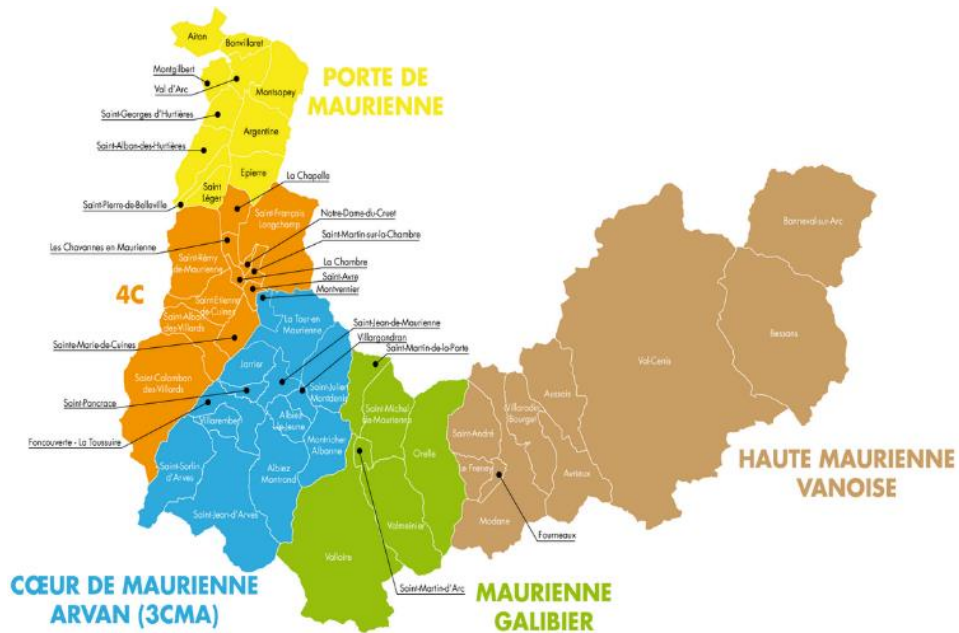 Aiton
Bonvillaret
Montgilbert
Val d'Arc
Montsapey
PORTE DE
MAURIENNE
Saint-Georges d'Hurtières
Argentine
Saint-Alban-des-Hurtières
Epierre
Saint
Léger
La Chapelle
Saint-Pierre-de-Belleville
Saint-François
Longchamp
Notre-Dame-du-Cruet
Saint-Martin-sur-la-Chambre
Les Chavannes en Maurienne
Saint-Rémy
de-Maurienne
La Chambre
Saint-Avre
Montvernier
4C
Saint-Etienne
de-Cuines
Saint-Alban
des-Villards
La Tour-en
Maurienne
Saint-Jean-de-Maurienne
Villargondran
Saint-Martin-de-la-Porte
Sainte-Marie-de-Cuines
Jarrier
Saint-Colomban
des-Villards
Saint-Julien
Montdenis
Saint-Pancrace
Albiez
le-Jeune
Villarembert
Fontcouverte - La Toussuire
Montricher
Albanne
Saint-Sorlin
d'Arves
Albiez
Montrond
Saint-Jean-d'Arves
Saint-Michel
de-Maurienne
Orelle
Valmeinier
Valloire
Saint-Martin-d'Arc
Saint-André
Le Freney
Modane
Fourneaux
Villarodin
Bourget
Aussois
Avrieux
Val-Cenis
Bessans
Bonneval-sur-Arc
HAUTE MAURIENNE
VANOISE
CŒUR DE MAURIENNE
ARVAN (3CMA)
MAURIENNE
GALIBIER